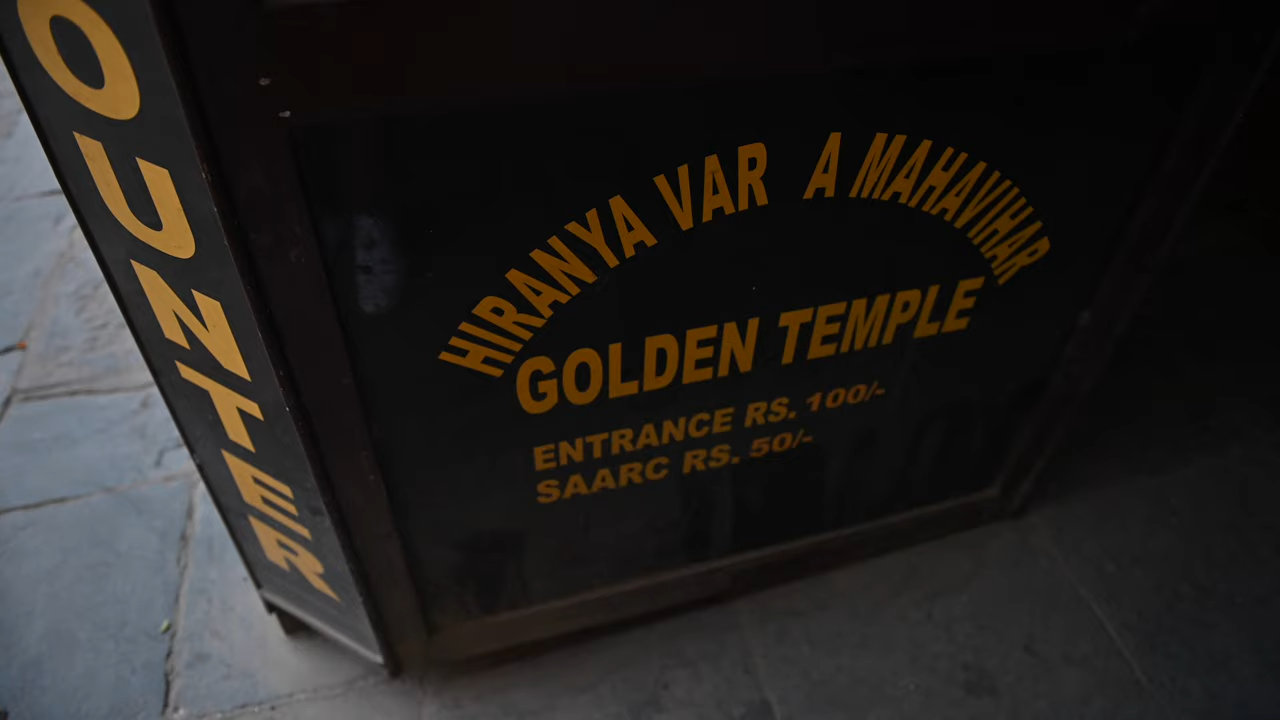 OUNTER
HIRANYA VAR A MAHAVIHAR
GOLDEN TEMPLE
ENTRANCE RS. 100/-
SAARC RS. 50/-